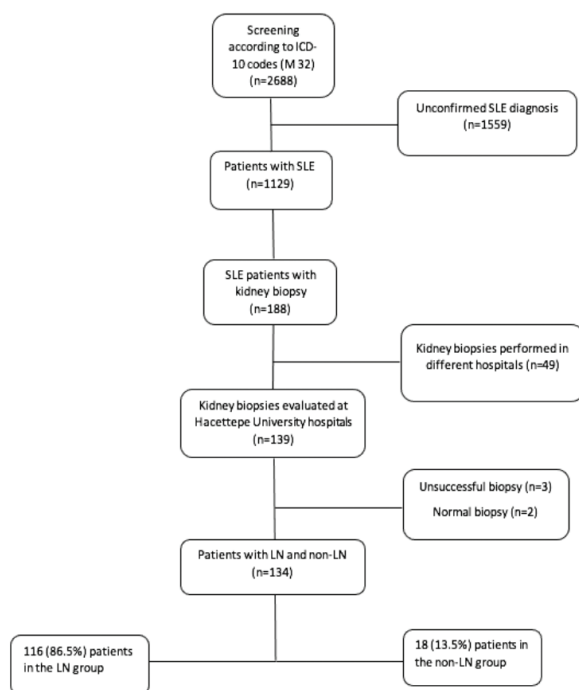 Screening
according to ICD-
10 codes (M 32)
(n=2688)
Unconfirmed SLE diagnosis
(n=1559)
Patients with SLE
(n=1129)
SLE patients with
kidney biopsy
(n=188)
Kidney biopsies performed in
different hospitals (n=49)
Kidney biopsies evaluated at
Hacettepe University hospitals
(n=139)
Unsuccessful biopsy (n=3)
Normal biopsy (n=2)
Patients with LN and non-LN
(n=134)
116 (86.5%) patients
in the LN group
18 (13.5%) patients in
the non-LN group